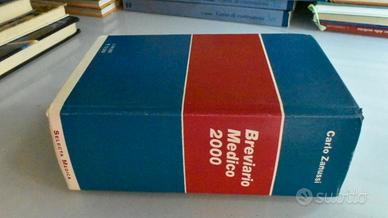 Carlo Zanussi
Breviario
Medico
2000
SELECTA MEDICA
subito